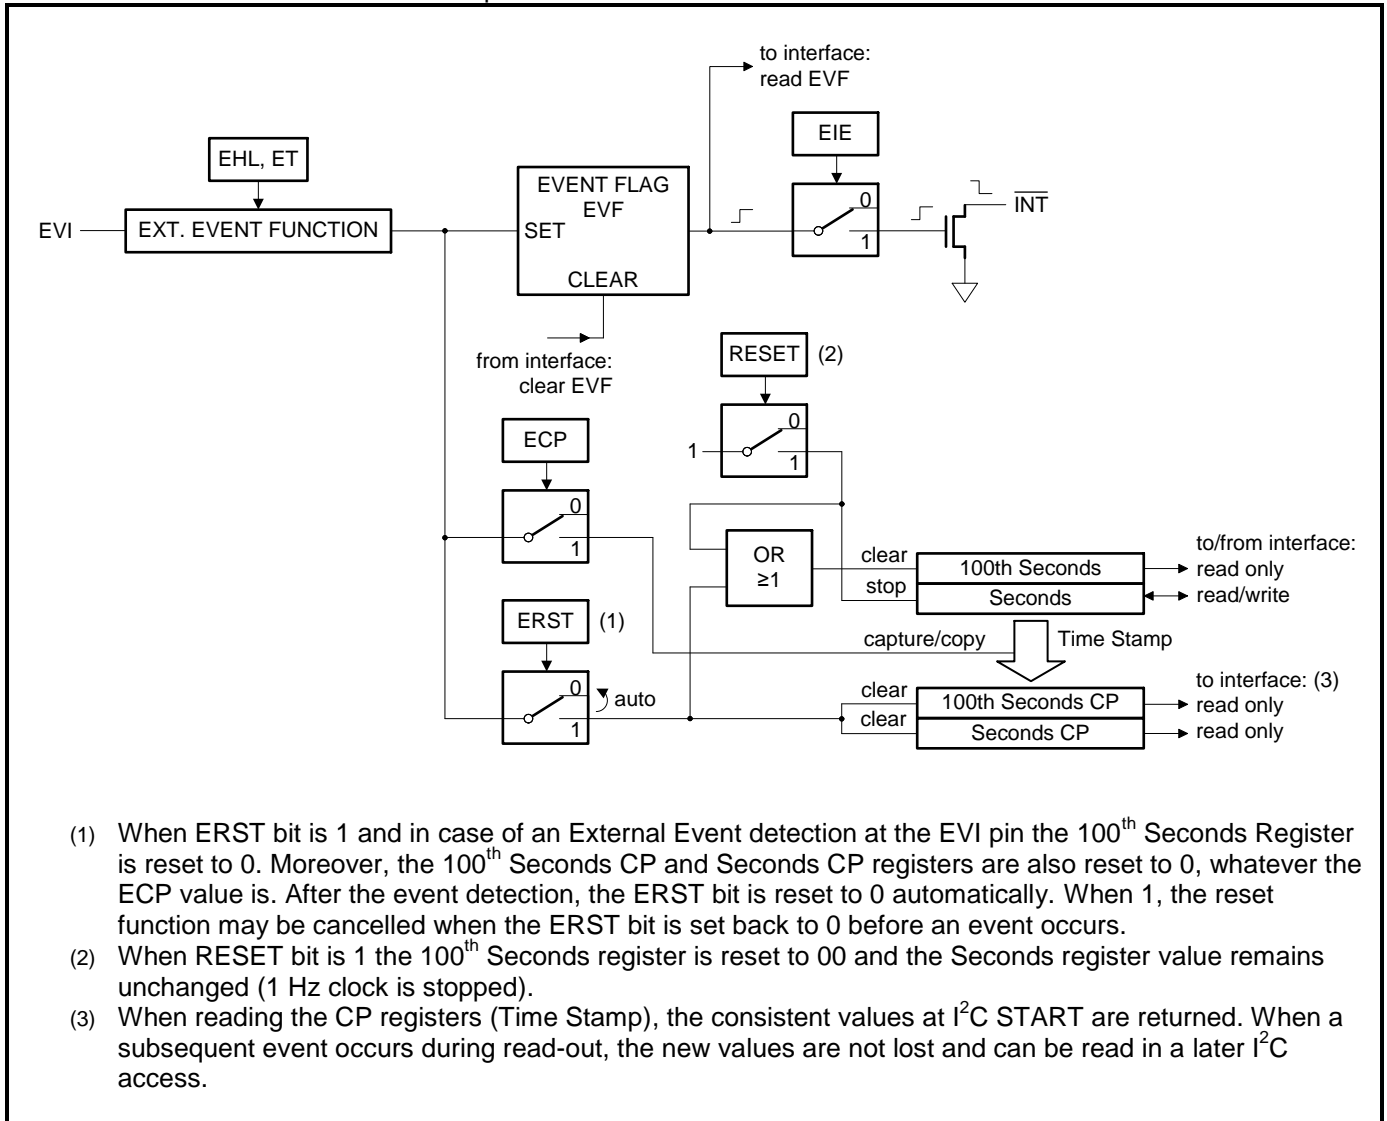 to interface:
read EVF
EIE
EHL, ET
EVENT FLAG
EVF
0
1
INT
EVI
EXT. EVENT FUNCTION
SET
CLEAR
from interface:
clear EVF
RESET (2)
0
1
1
ECP
0
1
OR
≥1
clear
stop
100th Seconds
Seconds
to/from interface:
read only
read/write
ERST (1)
0
1
auto
capture/copy
Time Stamp
clear
clear
100th Seconds CP
Seconds CP
to interface: (3)
read only
read only
(1) When ERST bit is 1 and in case of an External Event detection at the EVI pin the 100th Seconds Register
is reset to 0. Moreover, the 100th Seconds CP and Seconds CP registers are also reset to 0, whatever the
ECP value is. After the event detection, the ERST bit is reset to 0 automatically. When 1, the reset
function may be cancelled when the ERST bit is set back to 0 before an event occurs.
(2) When RESET bit is 1 the 100th Seconds register is reset to 00 and the Seconds register value remains
unchanged (1 Hz clock is stopped).
(3) When reading the CP registers (Time Stamp), the consistent values at I2C START are returned. When a
subsequent event occurs during read-out, the new values are not lost and can be read in a later I2C
access.